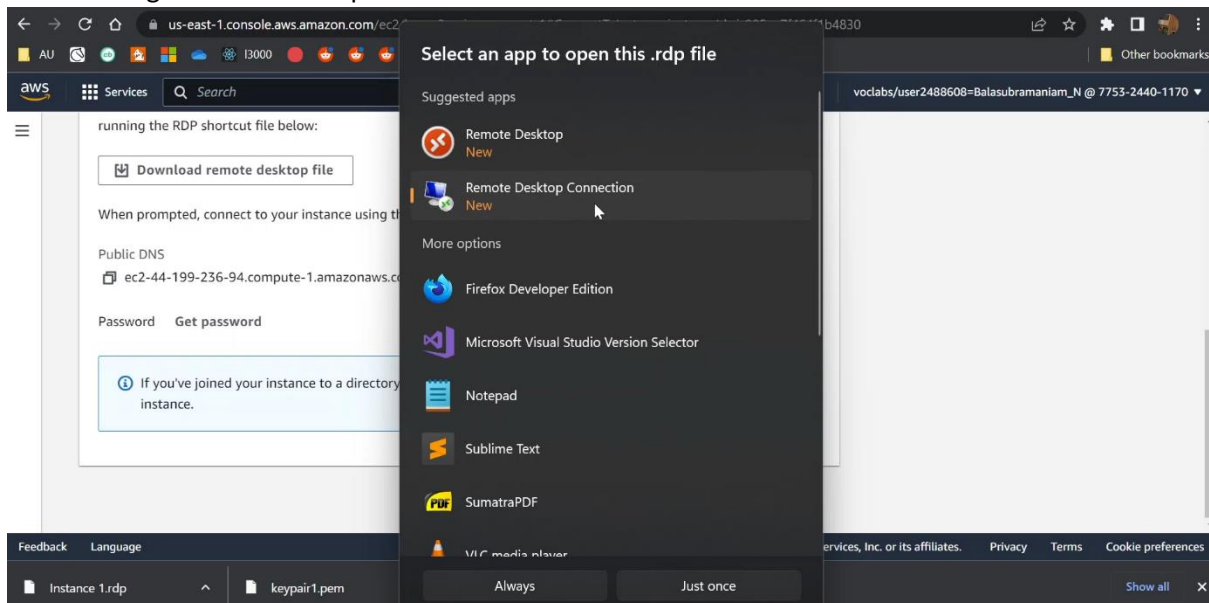 us-east-1.console.aws.amazon.com/ec2
b4830
AU
l3000
Other bookmarks
aws
Services
Search
voclabs/user2488608=Balasubramaniam_N @ 7753-2440-1170
running the RDP shortcut file below:
Download remote desktop file
When prompted, connect to your instance using th
Public DNS
ec2-44-199-236-94.compute-1.amazonaws.co
Password Get password
If you've joined your instance to a directory
instance.
Select an app to open this .rdp file
Suggested apps
Remote Desktop
New
Remote Desktop Connection
New
More options
Firefox Developer Edition
Microsoft Visual Studio Version Selector
Notepad
Sublime Text
SumatraPDF
VLC media player
Always
Just once
Feedback
Language
ervices, Inc. or its affiliates.
Privacy
Terms
Cookie preferences
Instance 1.rdp
keypair1.pem
Show all